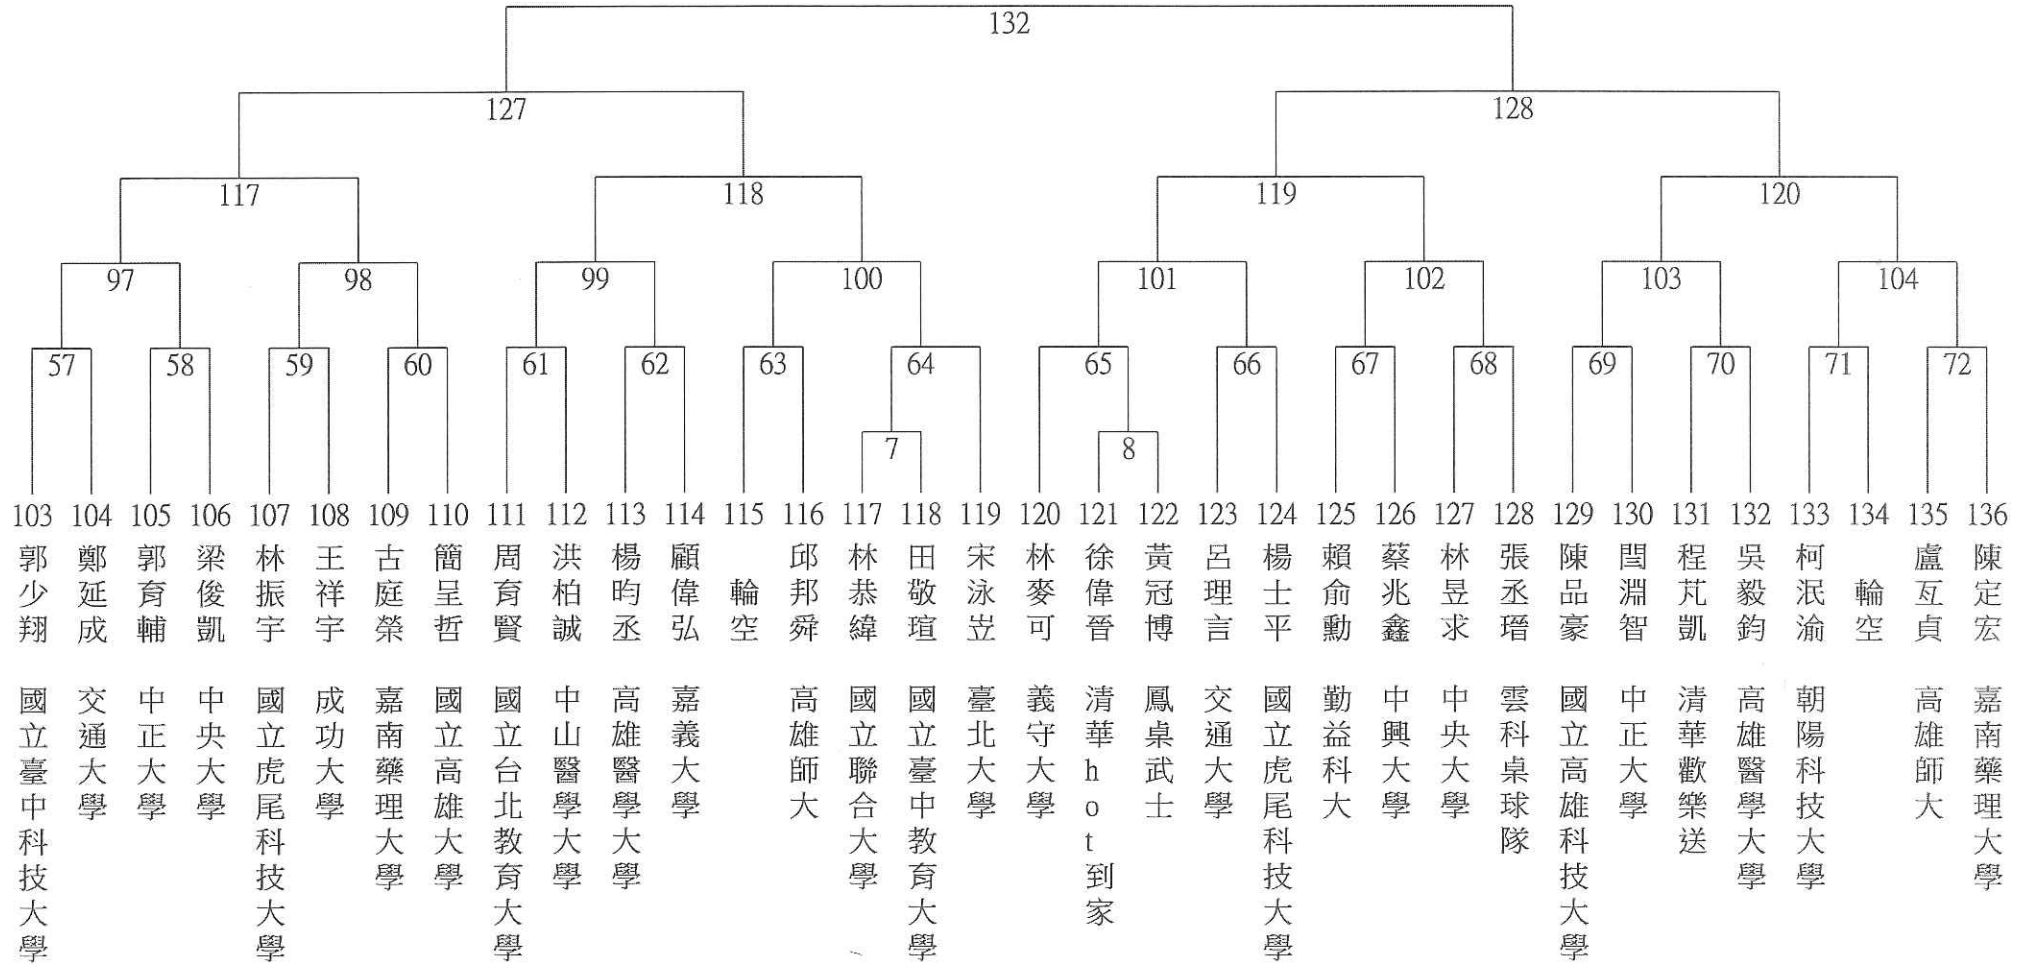 132
127 128
117 118 119 120
97 98 99 100 101 102 103 104
57 58 59 60 61 62 63 64 65 66 67 68 69 70 71 72
7 8
103 104 105 106 107 108 109 110 111 112 113 114 115 116 117 118 119 120 121 122 123 124 125 126 127 128 129 130 131 132 133 134 135 136
郭少翔 國立臺中科技大學
鄭延成 交通大學
郭育輔 中正大學
梁俊凱 中央大學
林振宇 國立虎尾科技大學
王祥宇 成功大學
古庭榮 嘉南藥理大學
簡呈哲 國立高雄大學
周育賢 國立台北教育大學
洪柏誠 中山醫學大學
楊昀丞 高雄醫學大學
顧偉弘 嘉義大學
輪空
邱邦舜 高雄師大
林恭緯 國立聯合大學
田敬瑄 國立臺中教育大學
宋泳岦 臺北大學
林麥可 義守大學
徐偉晉 清華hot到家
黃冠博 鳳桌武士
呂理言 交通大學
楊士平 國立虎尾科技大學
賴俞勳 勤益科大
蔡兆鑫 中興大學
林昱求 中央大學
張丞瑨 雲科桌球隊
陳品豪 國立高雄科技大學
閆淵智 中正大學
程芃凱 清華歡樂送
吳毅鈞 高雄醫學大學
柯泯渝 朝陽科技大學
輪空
盧亙貞 高雄師大
陳定宏 嘉南藥理大學